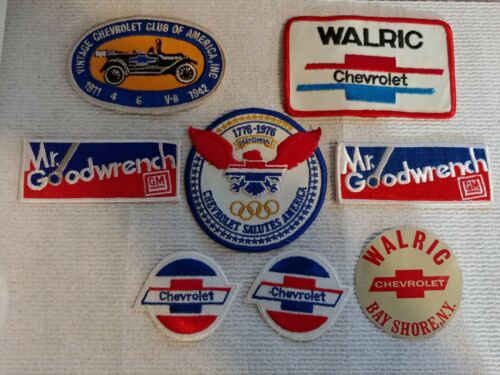 VINTAGE CHEVROLET CLUB OF AMERICA, INC
1911 4 6 V-8 1942
WALRIC
Chevrolet
Mr.
Goodwrench
GM
1776-1976
BICENTENNIAL
CHEVROLET SALUTES AMERICA
Mr.
Goodwrench
GM
Chevrolet
Chevrolet
WALRIC
CHEVROLET
BAY SHORE, N.Y.